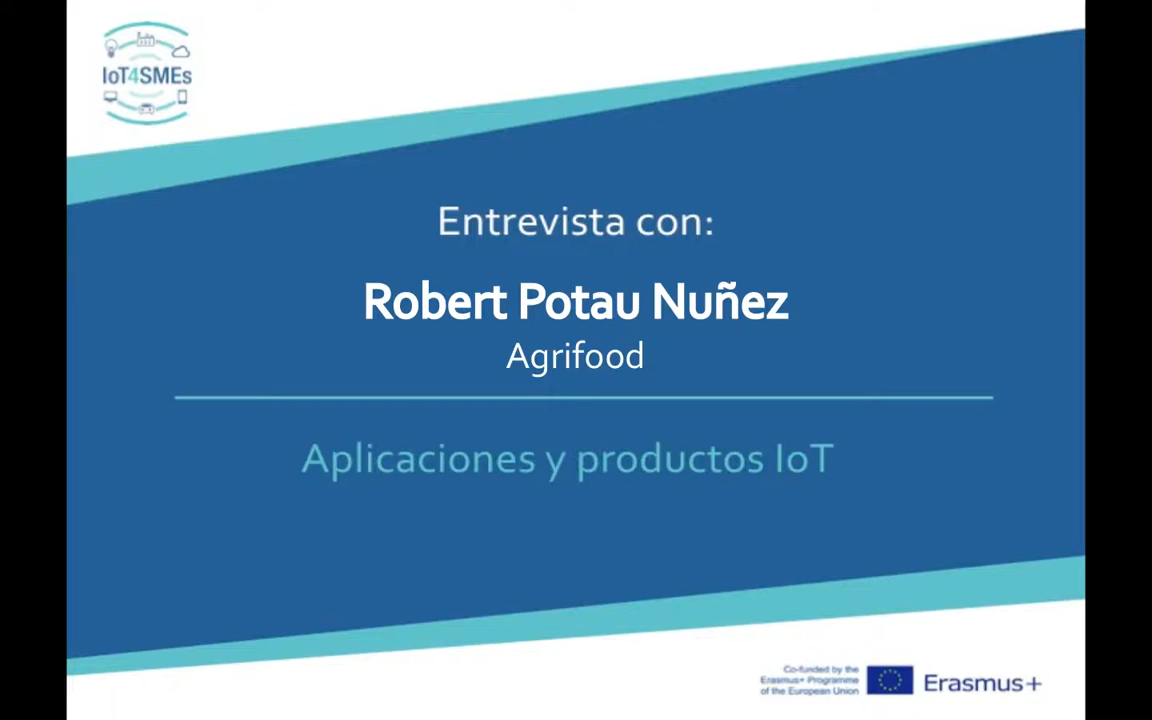 IoT4SMEs
Entrevista con:
Robert Potau Nuñez
Agrifood
Aplicaciones y productos IoT
Co-funded by the
Erasmus+ Programme
of the European Union
Erasmus+